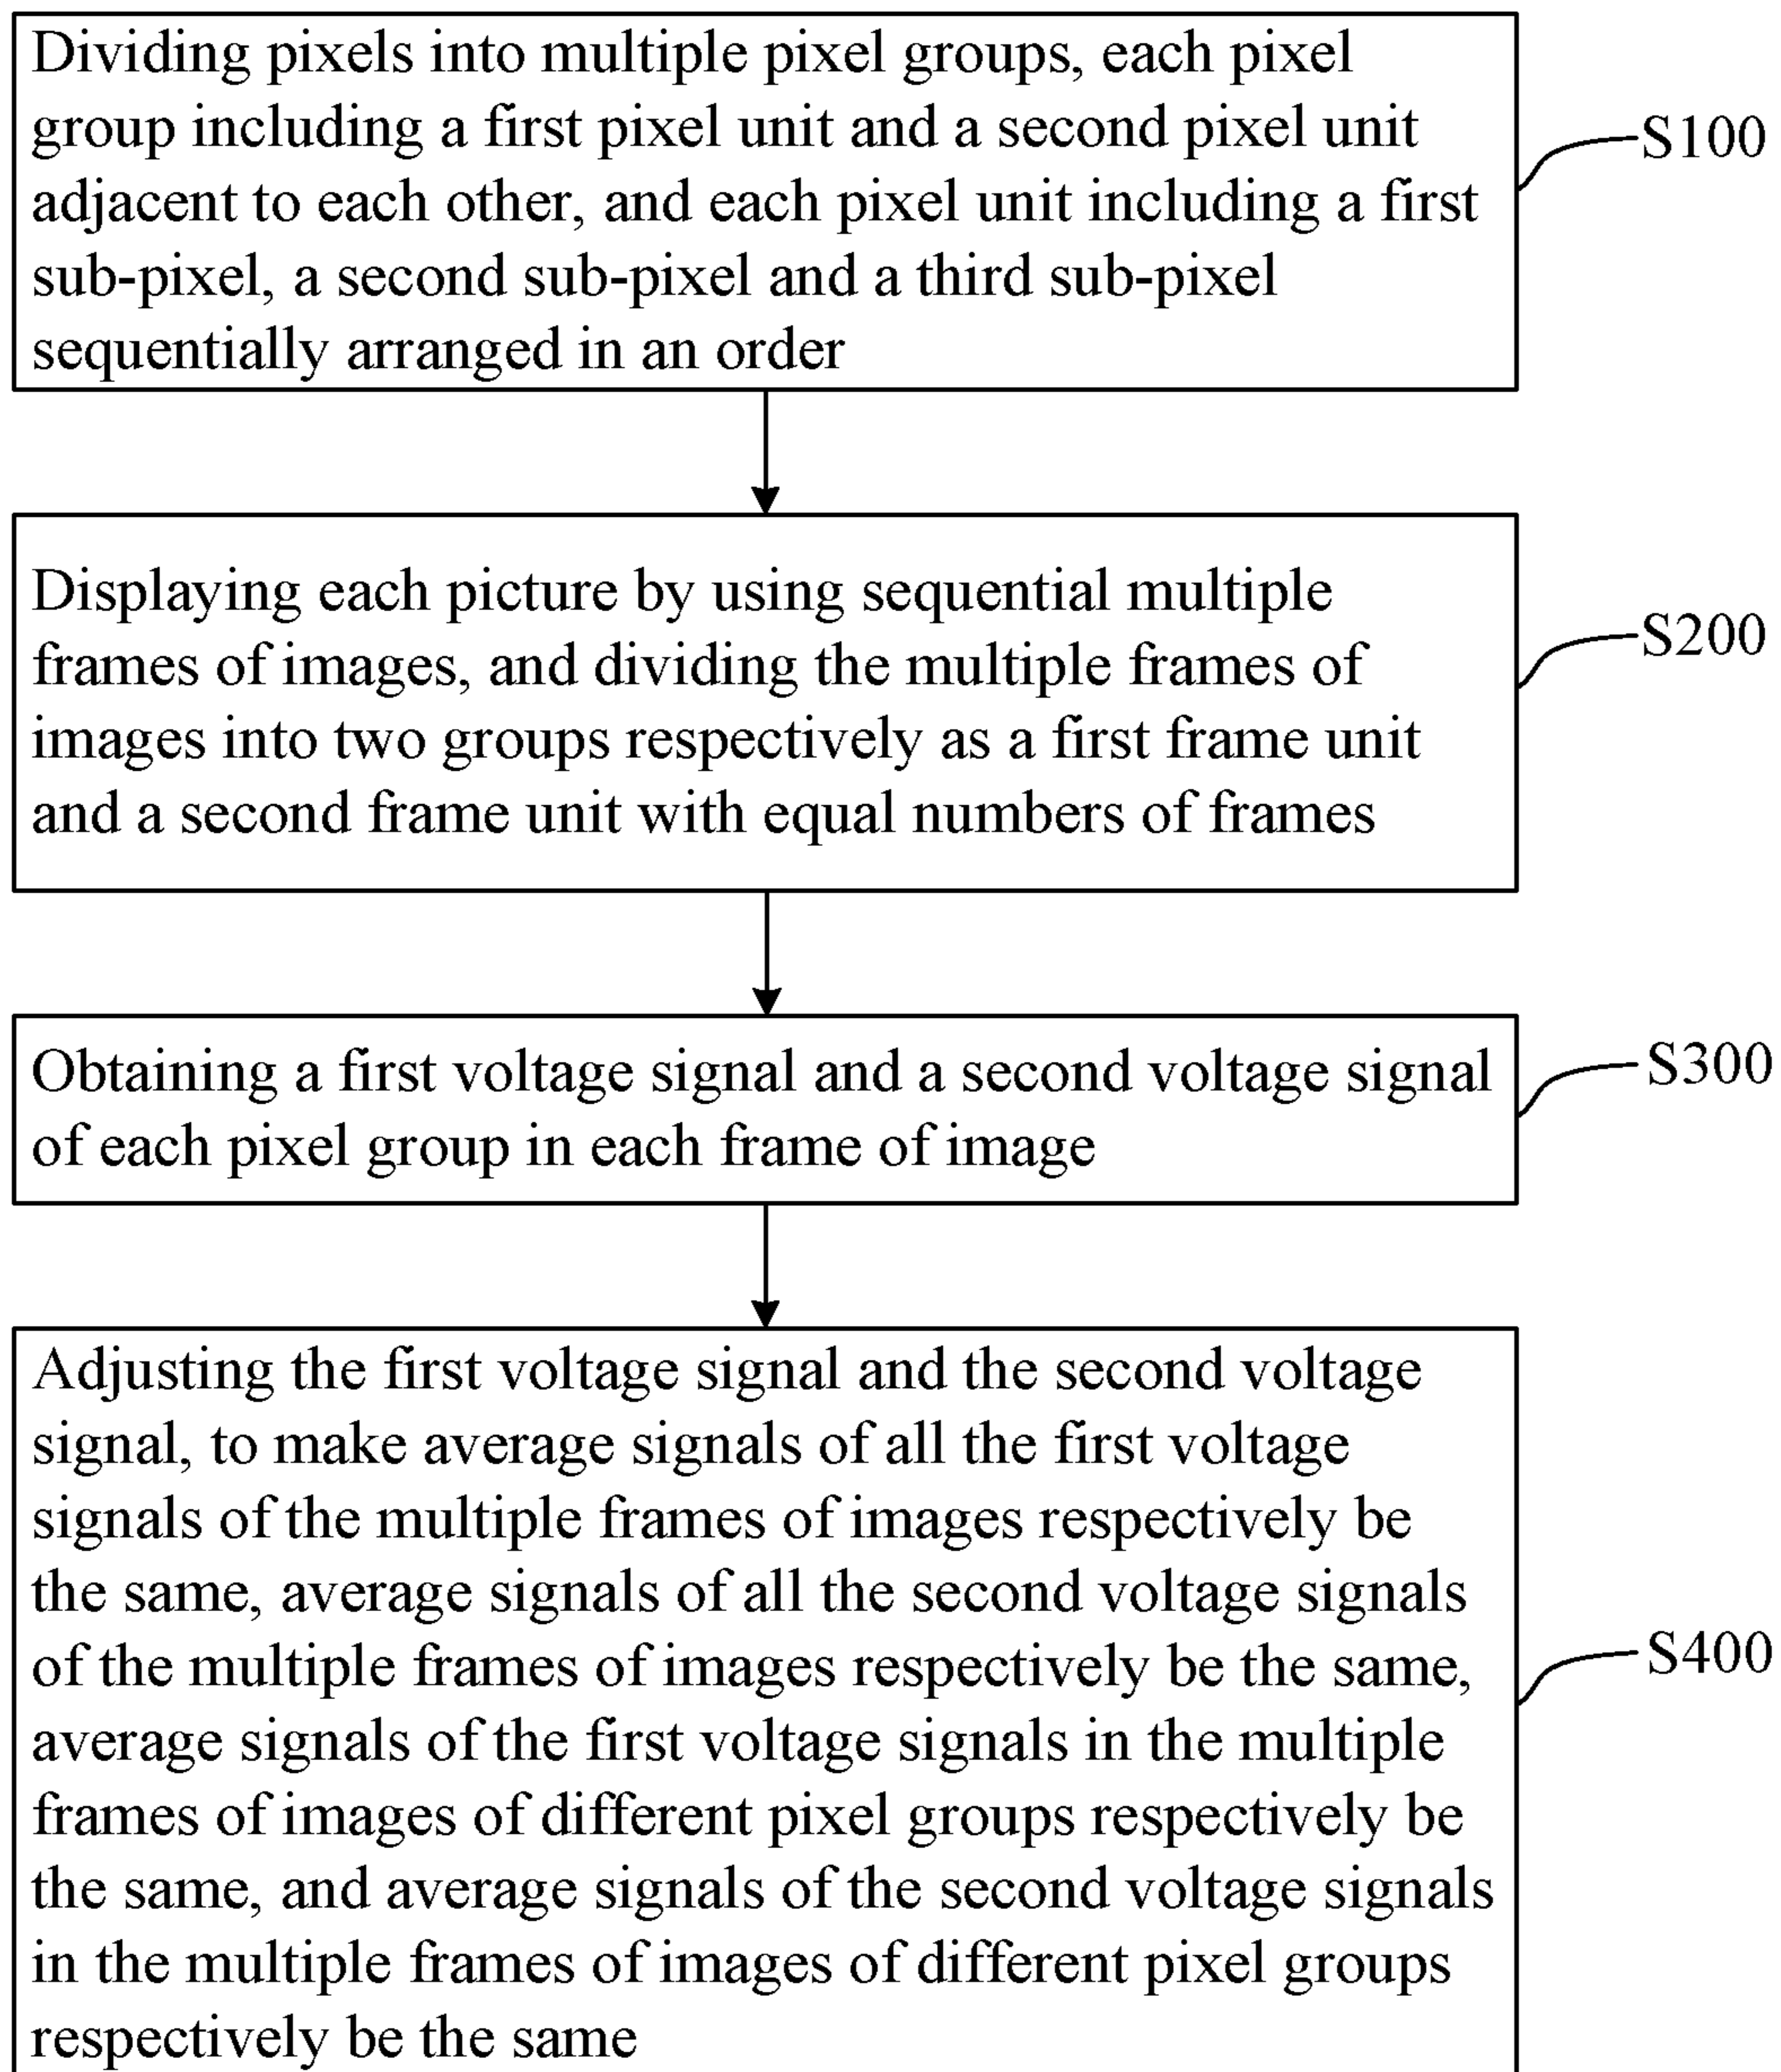 Dividing pixels into multiple pixel groups, each pixel
group including a first pixel unit and a second pixel unit
adjacent to each other, and each pixel unit including a first
sub-pixel, a second sub-pixel and a third sub-pixel
sequentially arranged in an order
S100
Displaying each picture by using sequential multiple
frames of images, and dividing the multiple frames of
images into two groups respectively as a first frame unit
and a second frame unit with equal numbers of frames
S200
Obtaining a first voltage signal and a second voltage signal
of each pixel group in each frame of image
S300
Adjusting the first voltage signal and the second voltage
signal, to make average signals of all the first voltage
signals of the multiple frames of images respectively be
the same, average signals of all the second voltage signals
of the multiple frames of images respectively be the same,
average signals of the first voltage signals in the multiple
frames of images of different pixel groups respectively be
the same, and average signals of the second voltage signals
in the multiple frames of images of different pixel groups
respectively be the same
S400